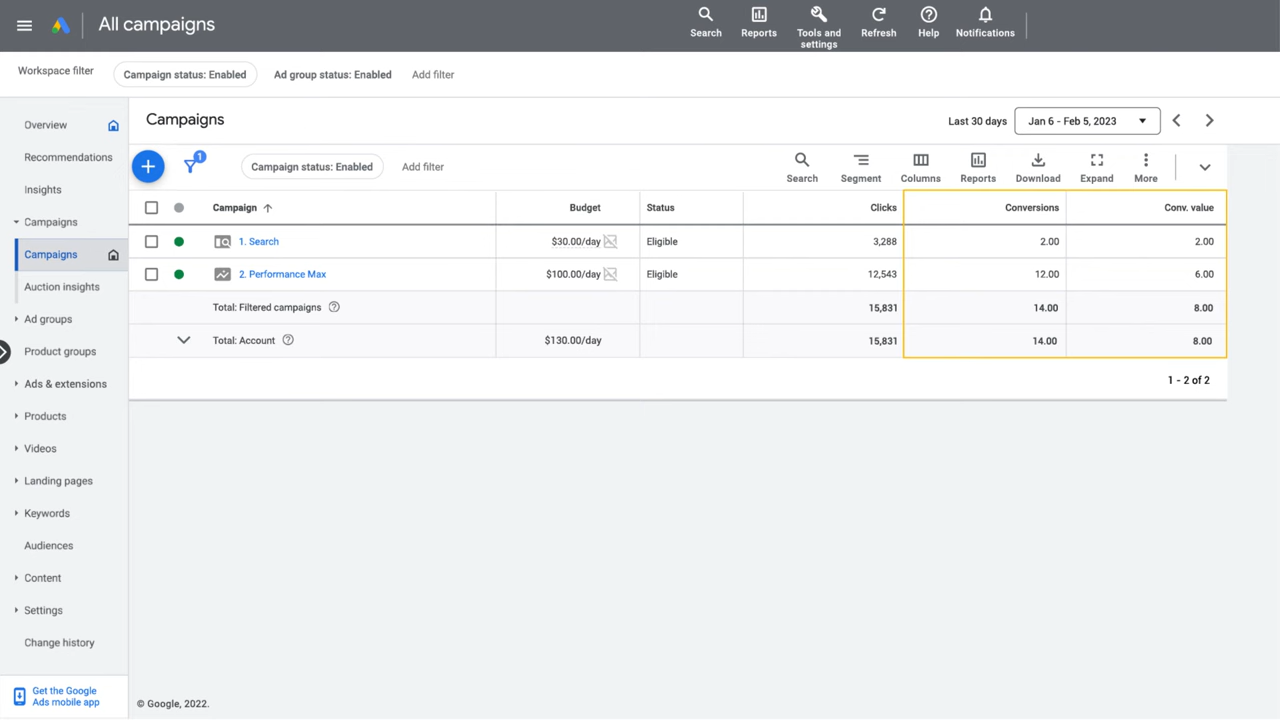 All campaigns
Search
Reports
Tools and
settings
Refresh
Help
Notifications
Workspace filter
Campaign status: Enabled
Ad group status: Enabled
Add filter
Overview
Recommendations
Insights
Campaigns
Campaigns
Auction insights
Ad groups
Product groups
Ads & extensions
Products
Videos
Landing pages
Keywords
Audiences
Content
Settings
Change history
Get the Google
Ads mobile app
Campaigns
Last 30 days
Jan 6 - Feb 5, 2023
1
Campaign status: Enabled
Add filter
Search
Segment
Columns
Reports
Download
Expand
More
Campaign Budget Status Clicks Conversions Conv. value
1. Search $30.00/day Eligible 3,288 2.00 2.00
2. Performance Max $100.00/day Eligible 12,543 12.00 6.00
Total: Filtered campaigns 15,831 14.00 8.00
Total: Account $130.00/day 15,831 14.00 8.00
1 - 2 of 2
© Google, 2022.